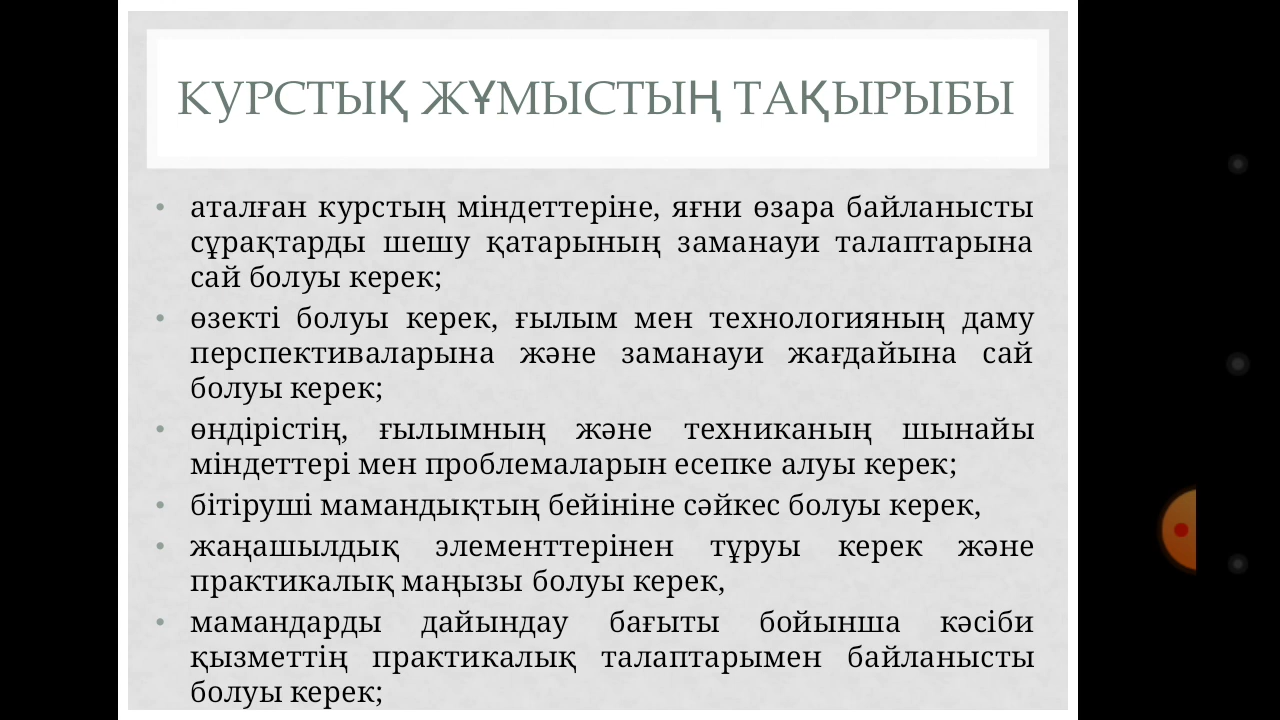 КУРСТЫҚ ЖҰМЫСТЫҢ ТАҚЫРЫБЫ
• аталған курстың міндеттеріне, яғни өзара байланысты
сұрақтарды шешу қатарының заманауи талаптарына
сай болуы керек;
• өзекті болуы керек, ғылым мен технологияның даму
перспективаларына және заманауи жағдайына сай
болуы керек;
• өндірістің, ғылымның және техниканың шынайы
міндеттері мен проблемаларын есепке алуы керек;
• бітіруші мамандықтың бейініне сәйкес болуы керек,
• жаңашылдық элементтерінен тұруы керек және
практикалық маңызы болуы керек,
• мамандарды дайындау бағыты бойынша кәсіби
қызметтің практикалық талаптарымен байланысты
болуы керек;